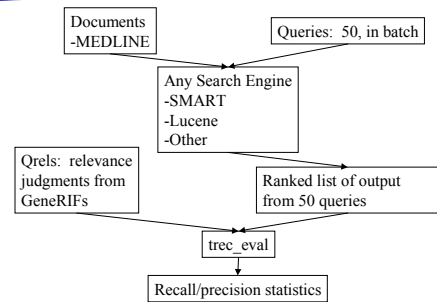 Documents
-MEDLINE
Queries: 50, in batch
Any Search Engine
-SMART
-Lucene
-Other
Qrels: relevance
judgments from
GeneRIFs
Ranked list of output
from 50 queries
trec_eval
Recall/precision statistics